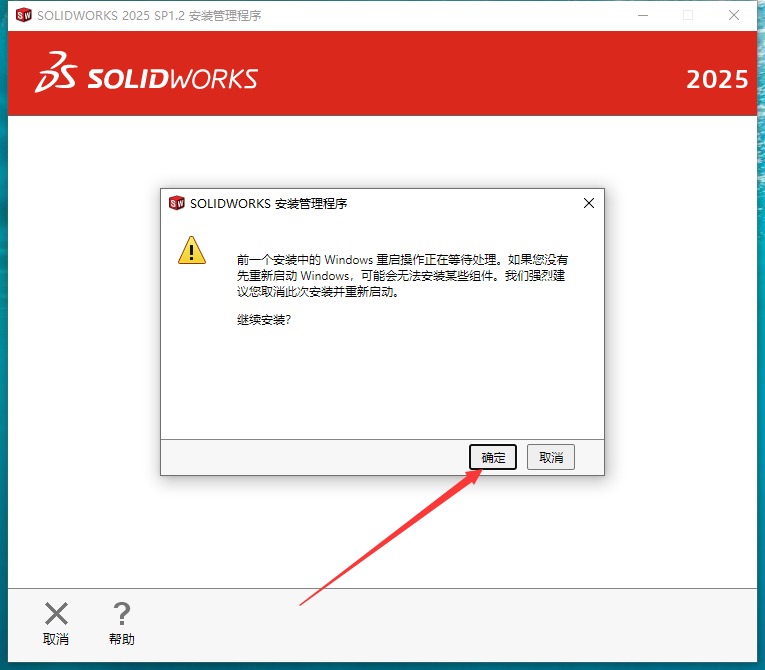 SOLIDWORKS 2025 SP1.2 安装管理程序
SOLIDWORKS
2025
SOLIDWORKS 安装管理程序
前一个安装中的 Windows 重启操作正在等待处理。如果您没有
先重新启动 Windows，可能会无法安装某些组件。我们强烈建
议您取消此次安装并重新启动。
继续安装？
确定
取消
取消
帮助